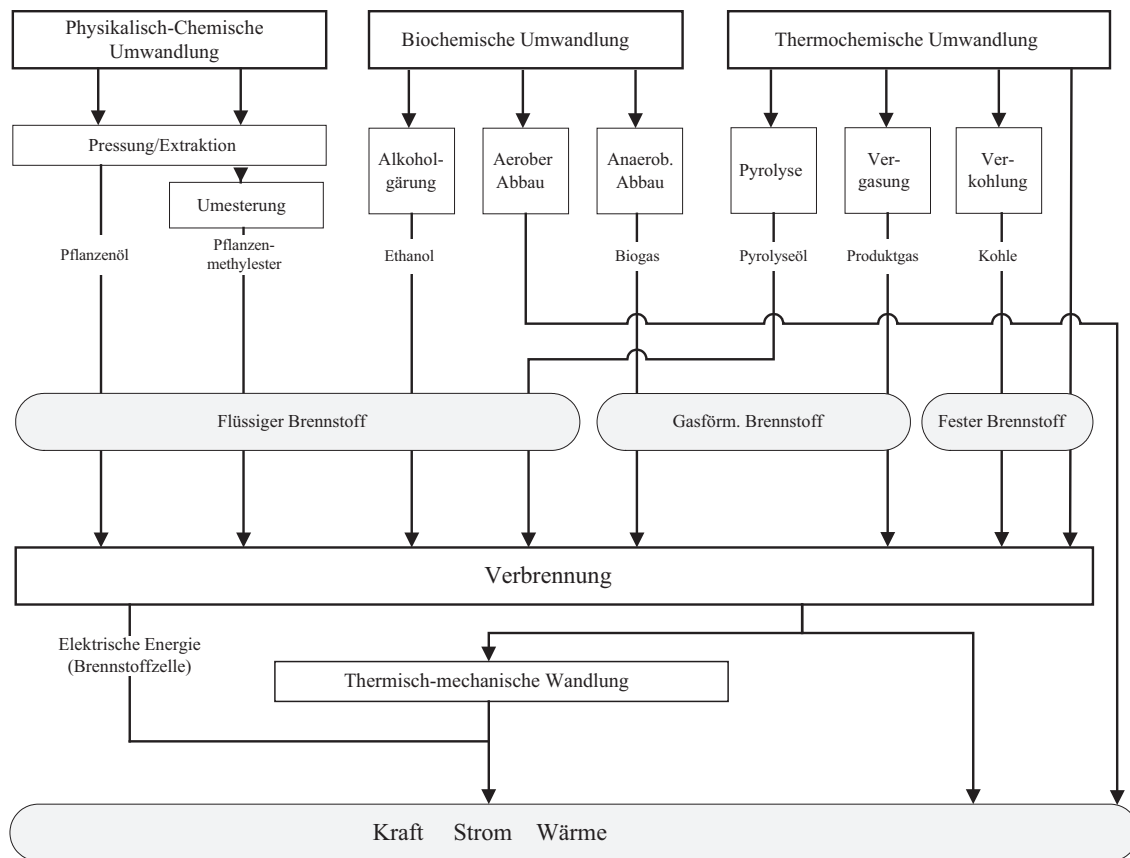 Physikalisch-Chemische
Umwandlung
Biochemische Umwandlung
Thermochemische Umwandlung
Pressung/Extraktion
Umesterung
Alkohol-
gärung
Aerober
Abbau
Anaerob.
Abbau
Pyrolyse
Ver-
gasung
Ver-
kohlung
Pflanzenöl
Pflanzen-
methylester
Ethanol
Biogas
Pyrolyseöl
Produktgas
Kohle
Flüssiger Brennstoff
Gasförm. Brennstoff
Fester Brennstoff
Verbrennung
Elektrische Energie
(Brennstoffzelle)
Thermisch-mechanische Wandlung
Kraft Strom Wärme